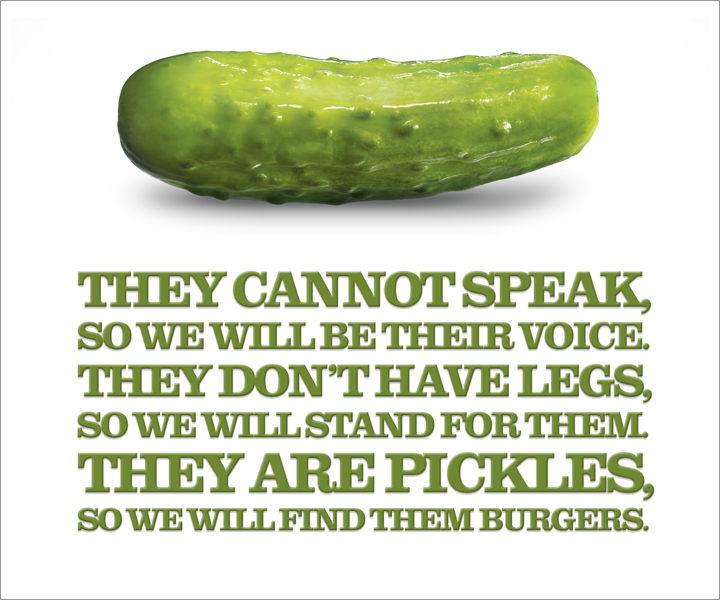 THEY CANNOT SPEAK,
SO WE WILL BE THEIR VOICE.
THEY DON'T HAVE LEGS,
SO WE WILL STAND FOR THEM.
THEY ARE PICKLES,
SO WE WILL FIND THEM BURGERS.